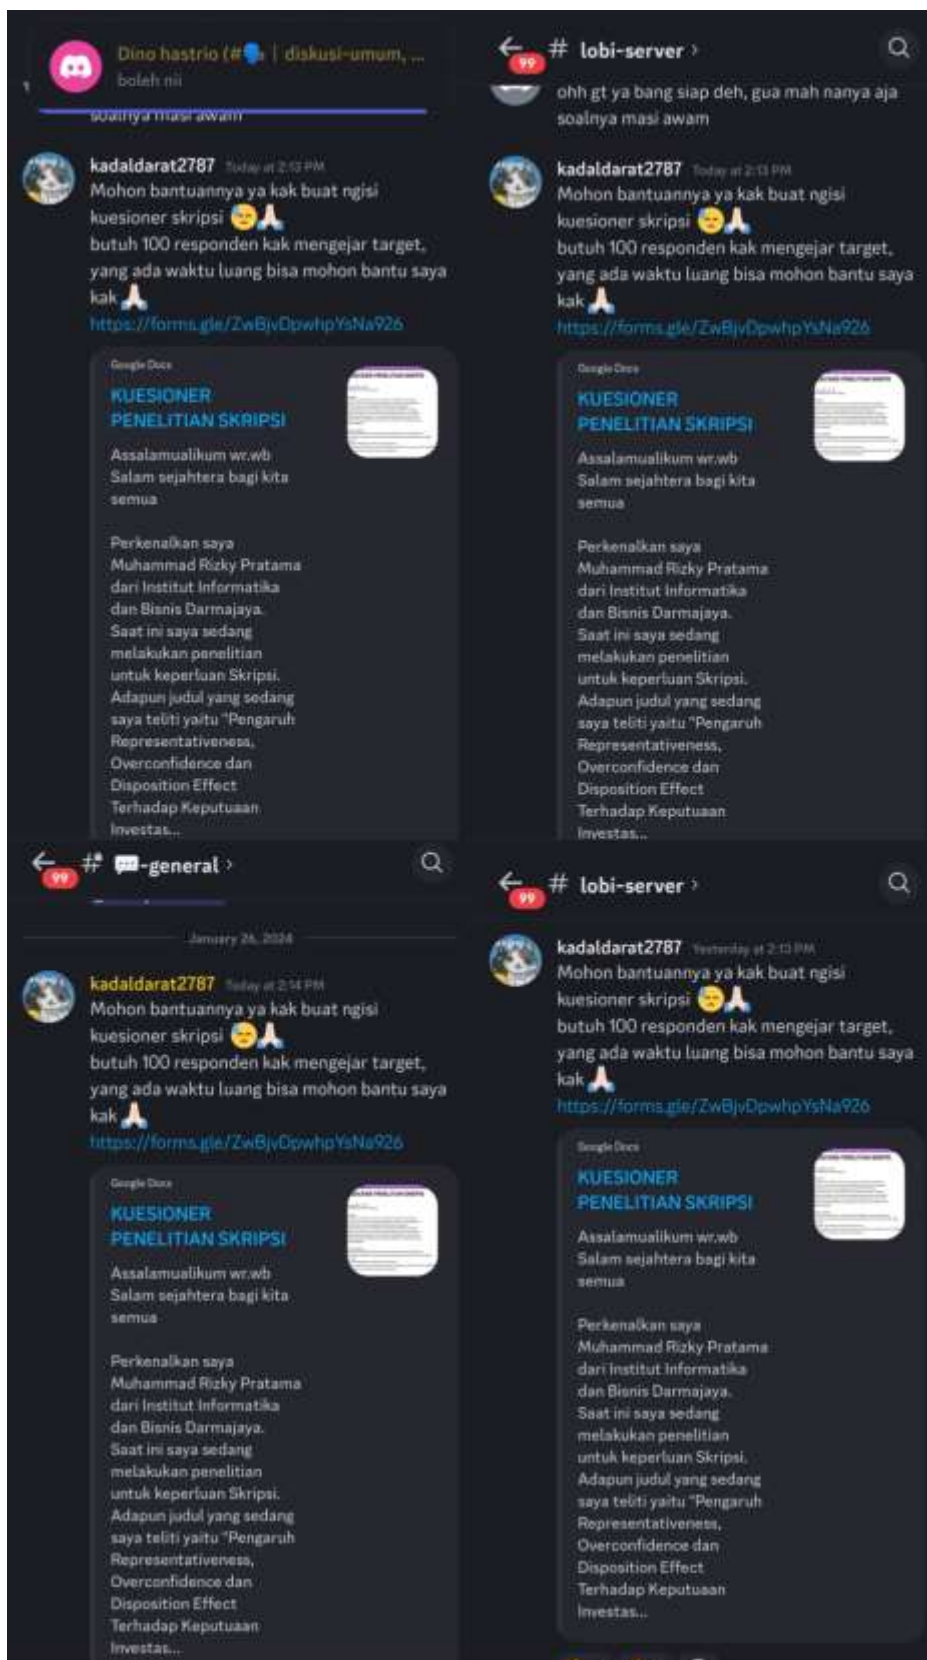 Dino hastrio (#🗣 | diskusi-umum, ...
boleh nii
soalnya masi awam
kadaldarat2787 Today at 2:13 PM
Mohon bantuannya ya kak buat ngisi
kuesioner skripsi 😓🙏🏻
butuh 100 responden kak mengejar target,
yang ada waktu luang bisa mohon bantu saya
kak 🙏🏻
https://forms.gle/ZwBjvDpwhpYsNa926
Google Docs
KUESIONER
PENELITIAN SKRIPSI
Assalamualikum wr.wb
Salam sejahtera bagi kita
semua
Perkenalkan saya
Muhammad Rizky Pratama
dari Institut Informatika
dan Bisnis Darmajaya.
Saat ini saya sedang
melakukan penelitian
untuk keperluan Skripsi.
Adapun judul yang sedang
saya teliti yaitu "Pengaruh
Representativeness,
Overconfidence dan
Disposition Effect
Terhadap Keputuaan
Investas...
99 # lobi-server ›
ohh gt ya bang siap deh, gua mah nanya aja
soalnya masi awam
kadaldarat2787 Today at 2:13 PM
Mohon bantuannya ya kak buat ngisi
kuesioner skripsi 😓🙏🏻
butuh 100 responden kak mengejar target,
yang ada waktu luang bisa mohon bantu saya
kak 🙏🏻
https://forms.gle/ZwBjvDpwhpYsNa926
Google Docs
KUESIONER
PENELITIAN SKRIPSI
Assalamualikum wr.wb
Salam sejahtera bagi kita
semua
Perkenalkan saya
Muhammad Rizky Pratama
dari Institut Informatika
dan Bisnis Darmajaya.
Saat ini saya sedang
melakukan penelitian
untuk keperluan Skripsi.
Adapun judul yang sedang
saya teliti yaitu "Pengaruh
Representativeness,
Overconfidence dan
Disposition Effect
Terhadap Keputuaan
Investas...
99 # 💬-general ›
January 26, 2024
kadaldarat2787 Today at 2:14 PM
Mohon bantuannya ya kak buat ngisi
kuesioner skripsi 😓🙏🏻
butuh 100 responden kak mengejar target,
yang ada waktu luang bisa mohon bantu saya
kak 🙏🏻
https://forms.gle/ZwBjvDpwhpYsNa926
Google Docs
KUESIONER
PENELITIAN SKRIPSI
Assalamualikum wr.wb
Salam sejahtera bagi kita
semua
Perkenalkan saya
Muhammad Rizky Pratama
dari Institut Informatika
dan Bisnis Darmajaya.
Saat ini saya sedang
melakukan penelitian
untuk keperluan Skripsi.
Adapun judul yang sedang
saya teliti yaitu "Pengaruh
Representativeness,
Overconfidence dan
Disposition Effect
Terhadap Keputuaan
Investas...
99 # lobi-server ›
kadaldarat2787 Yesterday at 2:13 PM
Mohon bantuannya ya kak buat ngisi
kuesioner skripsi 😓🙏🏻
butuh 100 responden kak mengejar target,
yang ada waktu luang bisa mohon bantu saya
kak 🙏🏻
https://forms.gle/ZwBjvDpwhpYsNa926
Google Docs
KUESIONER
PENELITIAN SKRIPSI
Assalamualikum wr.wb
Salam sejahtera bagi kita
semua
Perkenalkan saya
Muhammad Rizky Pratama
dari Institut Informatika
dan Bisnis Darmajaya.
Saat ini saya sedang
melakukan penelitian
untuk keperluan Skripsi.
Adapun judul yang sedang
saya teliti yaitu "Pengaruh
Representativeness,
Overconfidence dan
Disposition Effect
Terhadap Keputuaan
Investas...